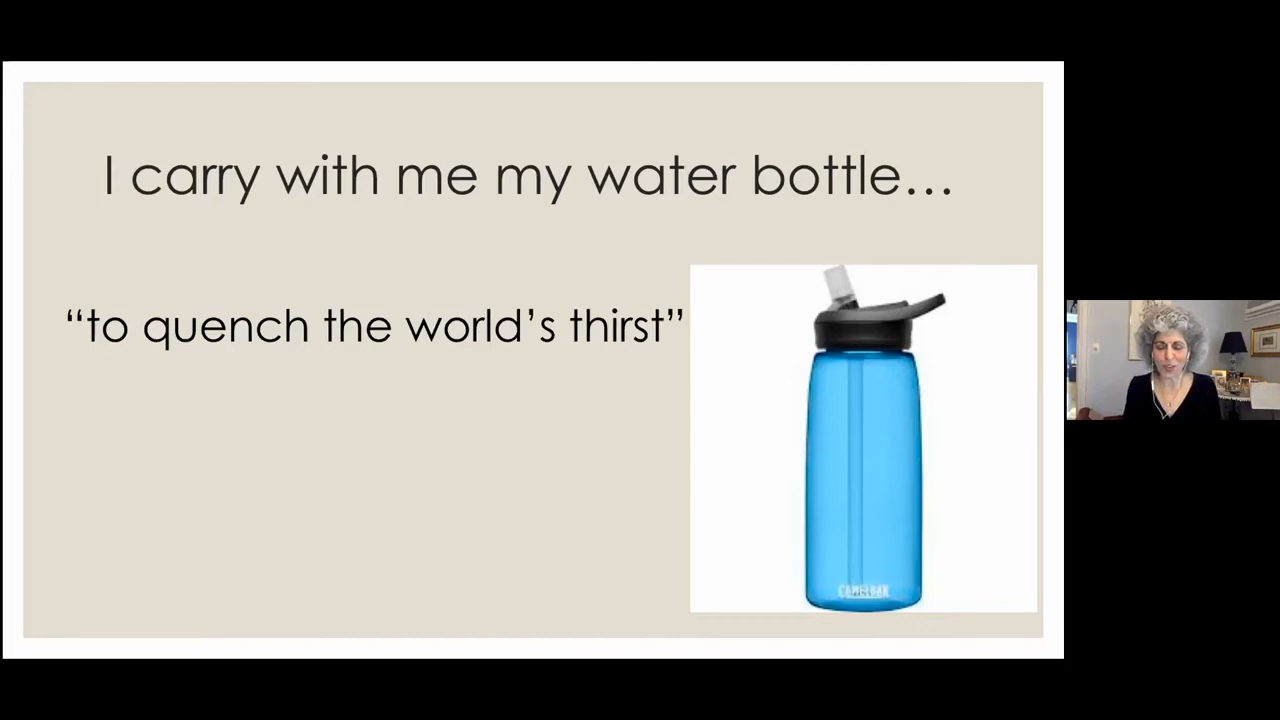 I carry with me my water bottle…
“to quench the world’s thirst”
CAMELBAK